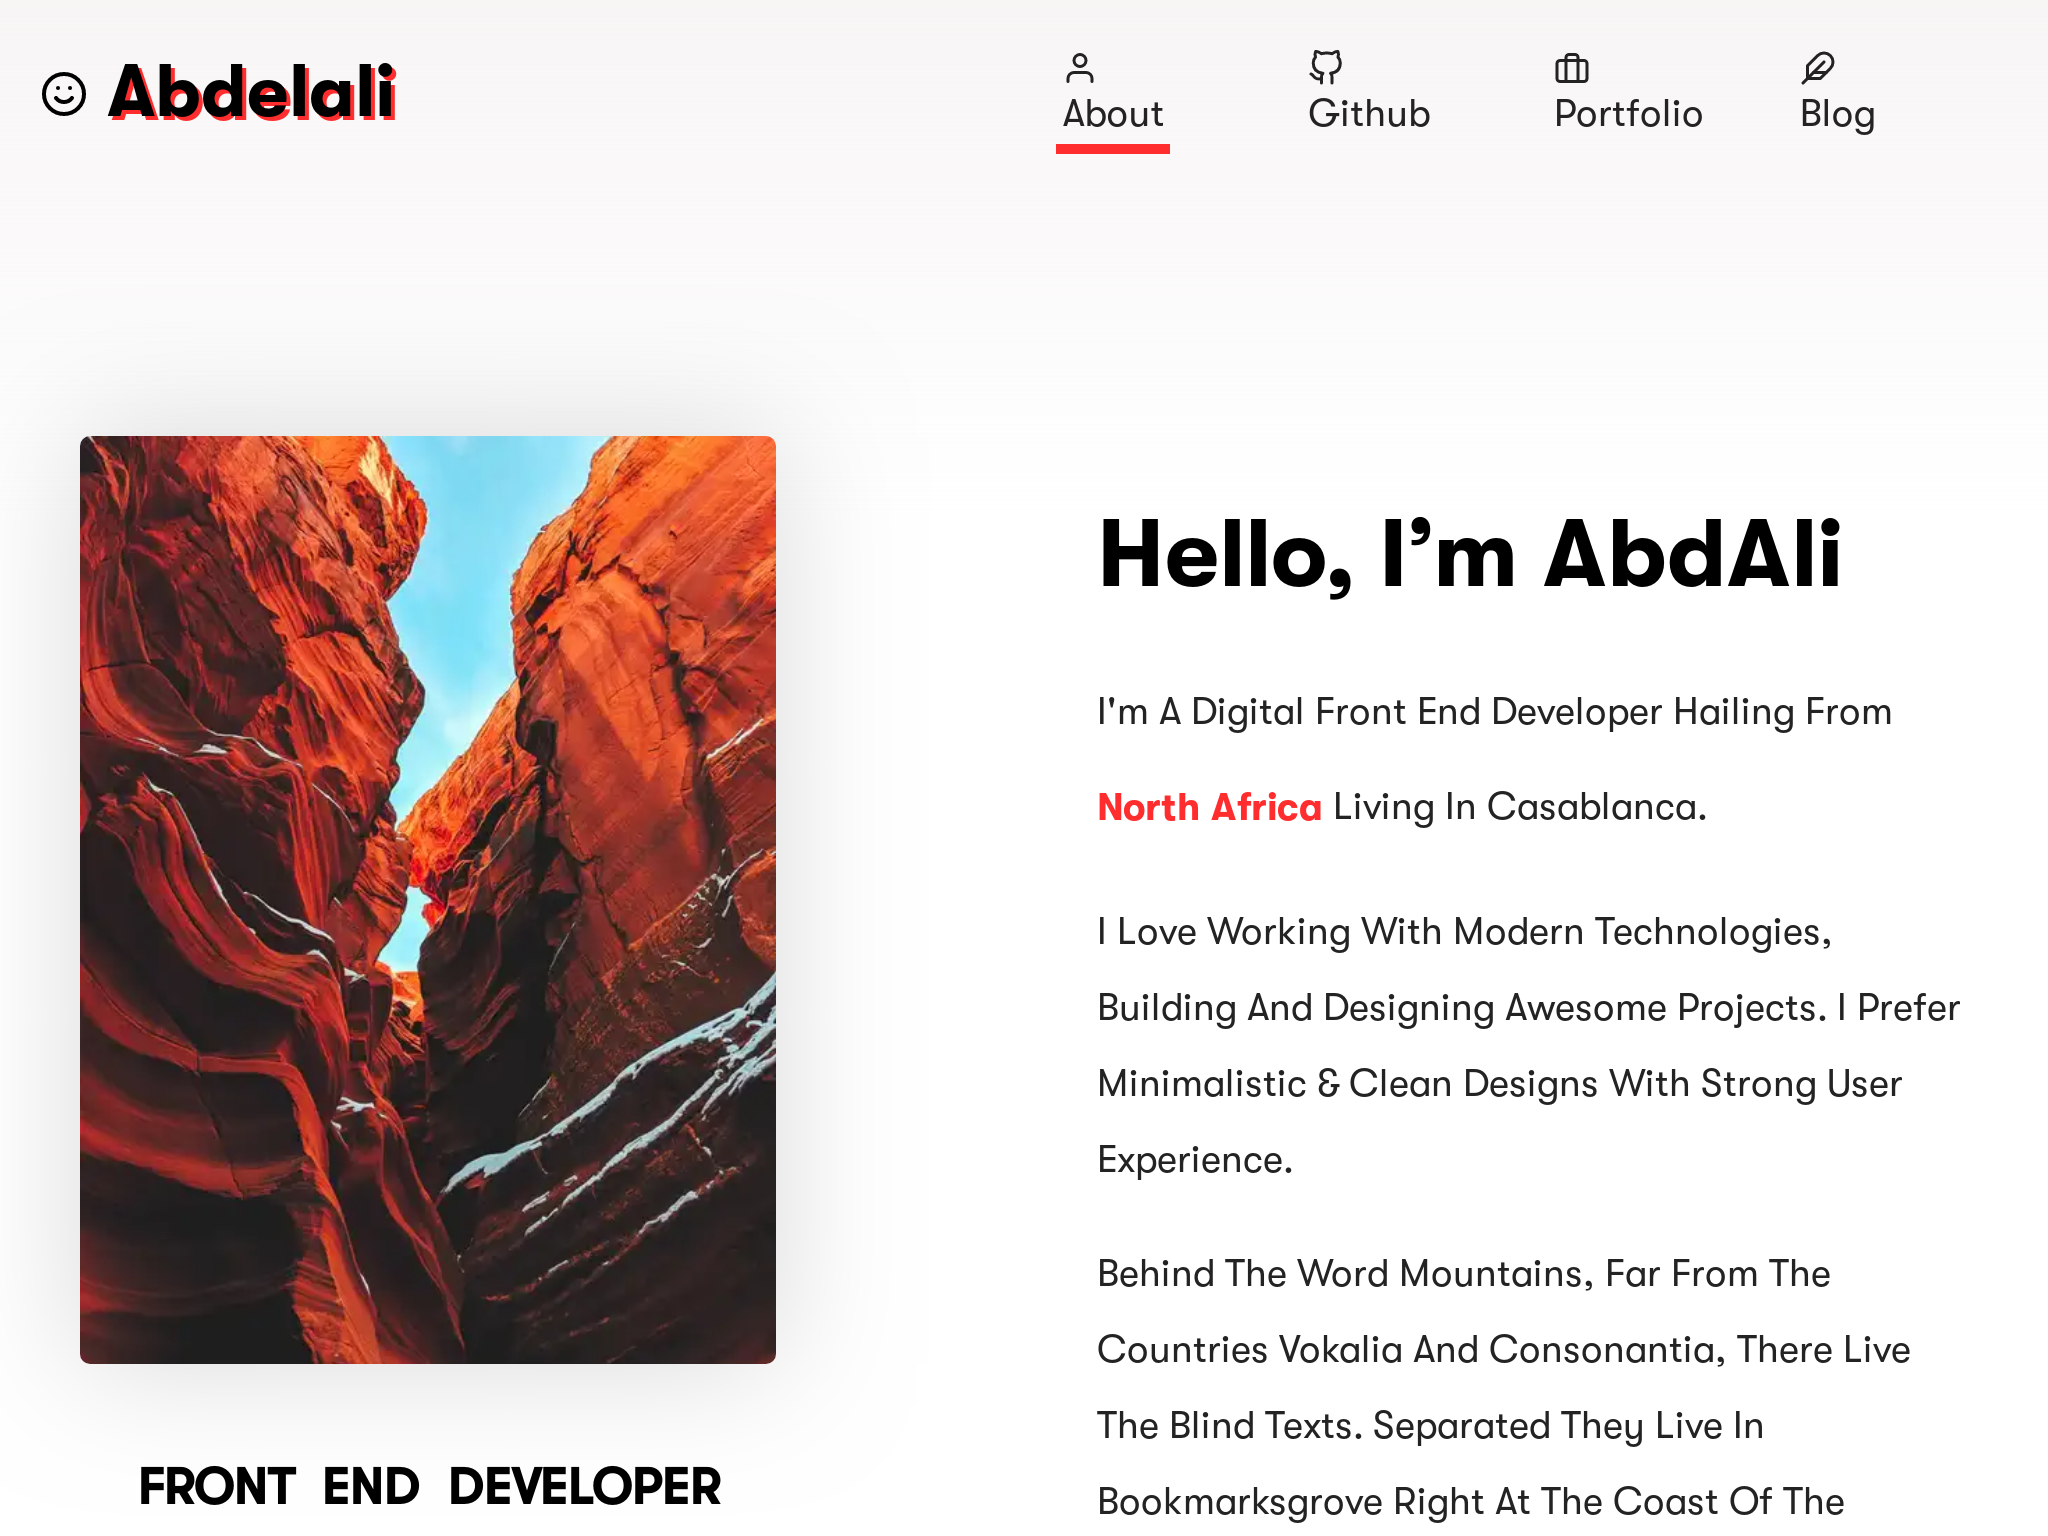 Abdelali
About
Github
Portfolio
Blog
Hello, I’m AbdAli
I'm A Digital Front End Developer Hailing From
North Africa Living In Casablanca.
I Love Working With Modern Technologies,
Building And Designing Awesome Projects. I Prefer
Minimalistic & Clean Designs With Strong User
Experience.
Behind The Word Mountains, Far From The
Countries Vokalia And Consonantia, There Live
The Blind Texts. Separated They Live In
Bookmarksgrove Right At The Coast Of The
FRONT END DEVELOPER